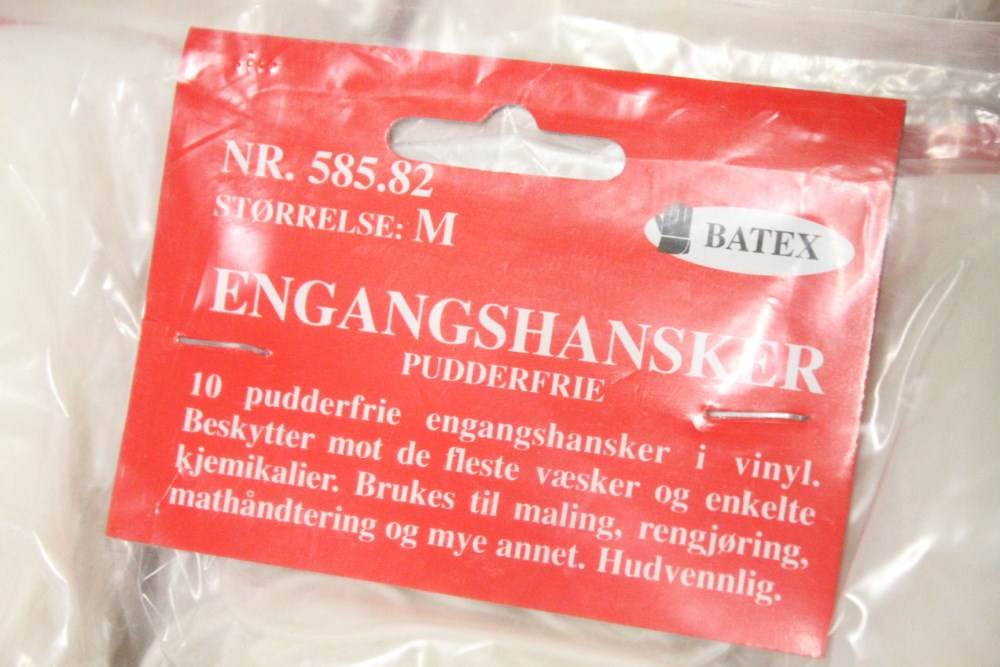 NR. 585.82
STØRRELSE: M
BATEX
ENGANGSHANSKER
PUDDERFRIE
10 pudderfrie engangshansker i vinyl.
Beskytter mot de fleste væsker og enkelte
kjemikalier. Brukes til maling, rengjøring,
mathåndtering og mye annet. Hudvennlig.